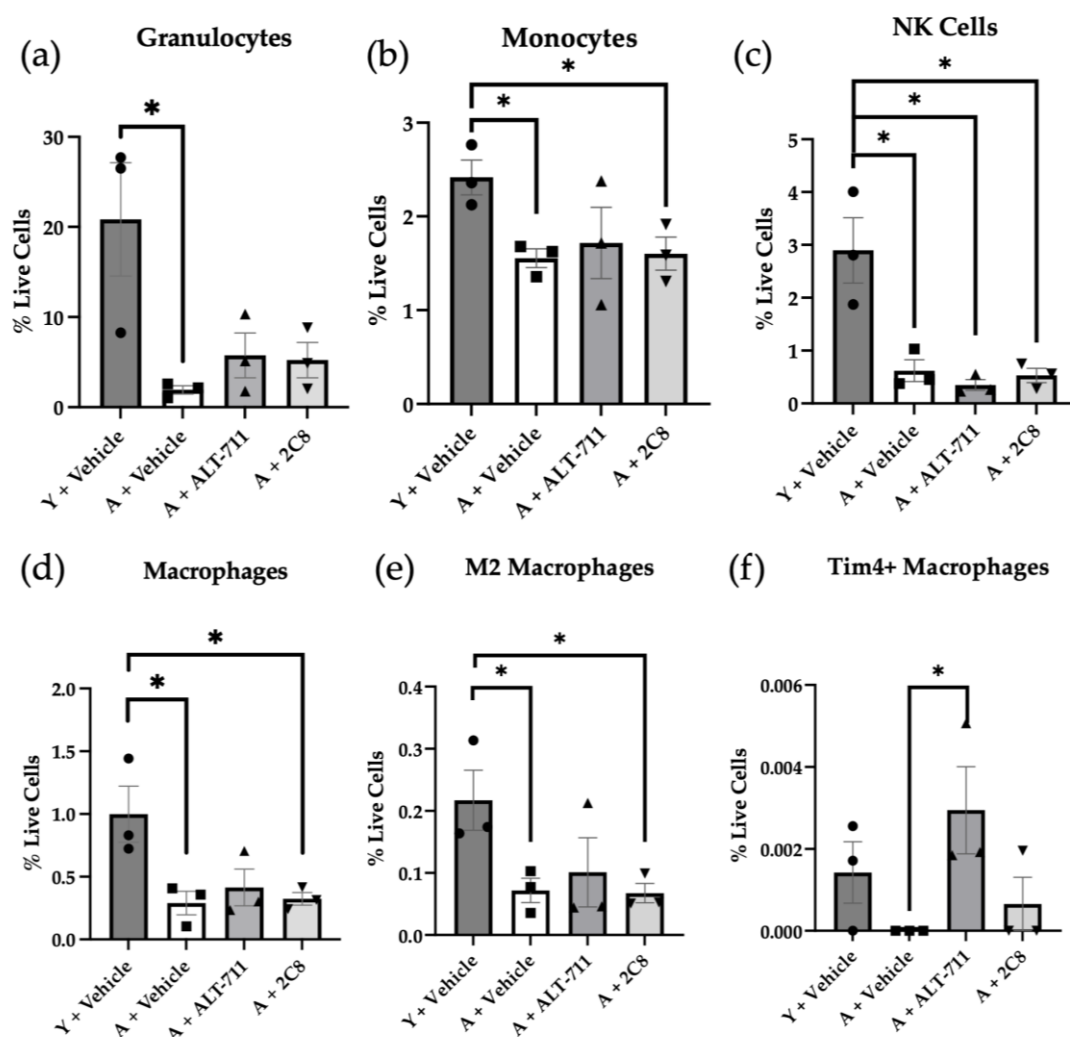 (a)
Granulocytes
*
% Live Cells
30
20
10
0
Y + Vehicle
A + Vehicle
A + ALT-711
A + 2C8
(b)
Monocytes
*
*
% Live Cells
3
2
1
0
Y + Vehicle
A + Vehicle
A + ALT-711
A + 2C8
(c)
NK Cells
*
*
*
% Live Cells
5
4
3
2
1
0
Y + Vehicle
A + Vehicle
A + ALT-711
A + 2C8
(d)
Macrophages
*
*
% Live Cells
2.0
1.5
1.0
0.5
0.0
Y + Vehicle
A + Vehicle
A + ALT-711
A + 2C8
(e)
M2 Macrophages
*
*
% Live Cells
0.4
0.3
0.2
0.1
0.0
Y + Vehicle
A + Vehicle
A + ALT-711
A + 2C8
(f)
Tim4+ Macrophages
*
% Live Cells
0.006
0.004
0.002
0.000
Y + Vehicle
A + Vehicle
A + ALT-711
A + 2C8